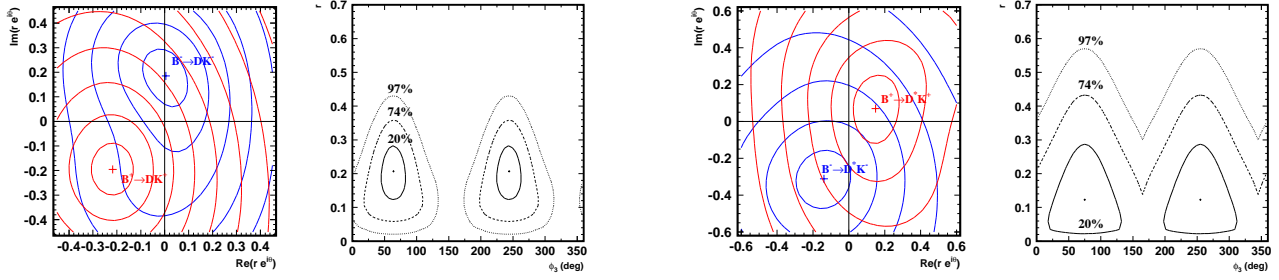 Im(r e^iθ)
0.4
0.3
0.2
0.1
0
-0.1
-0.2
-0.3
-0.4
B⁻→DK⁻
B⁺→DK⁺
-0.4 -0.3 -0.2 -0.1 0 0.1 0.2 0.3 0.4
Re(r e^iθ)
r
0.7
0.6
0.5
0.4
0.3
0.2
0.1
0
97%
74%
20%
0 50 100 150 200 250 300 350
ϕ₃ (deg)
Im(r e^iθ)
0.6
0.4
0.2
0
-0.2
-0.4
-0.6
B⁺→D*K⁺
B⁻→D*K⁻
-0.6 -0.4 -0.2 0 0.2 0.4 0.6
Re(r e^iθ)
r
0.7
0.6
0.5
0.4
0.3
0.2
0.1
0
97%
74%
20%
0 50 100 150 200 250 300 350
ϕ₃ (deg)